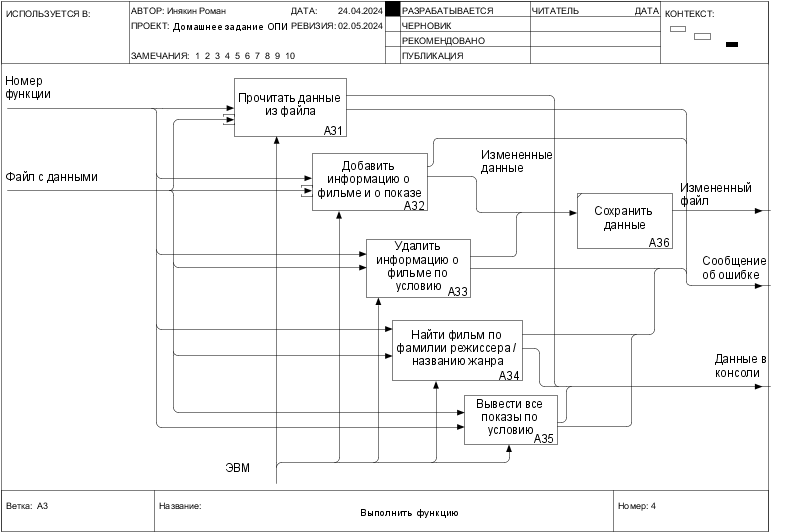 ИСПОЛЬЗУЕТСЯ В:
АВТОР: Инякин Роман
ДАТА: 24.04.2024
ПРОЕКТ: Домашнее задание ОПИ
РЕВИЗИЯ: 02.05.2024
ЗАМЕЧАНИЯ: 1 2 3 4 5 6 7 8 9 10
РАЗРАБАТЫВАЕТСЯ
ЧЕРНОВИК
РЕКОМЕНДОВАНО
ПУБЛИКАЦИЯ
ЧИТАТЕЛЬ
ДАТА
КОНТЕКСТ:
Номер
функции
Файл с данными
Прочитать данные
из файла
A31
Добавить
информацию о
фильме и о показе
A32
Измененные
данные
Сохранить
данные
A36
Измененный
файл
Удалить
информацию о
фильме по
условию
A33
Сообщение
об ошибке
Найти фильм по
фамилии режиссера /
названию жанра
A34
Данные в
консоли
Вывести все
показы по
условию
A35
ЭВМ
Ветка: A3
Название:
Выполнить функцию
Номер: 4